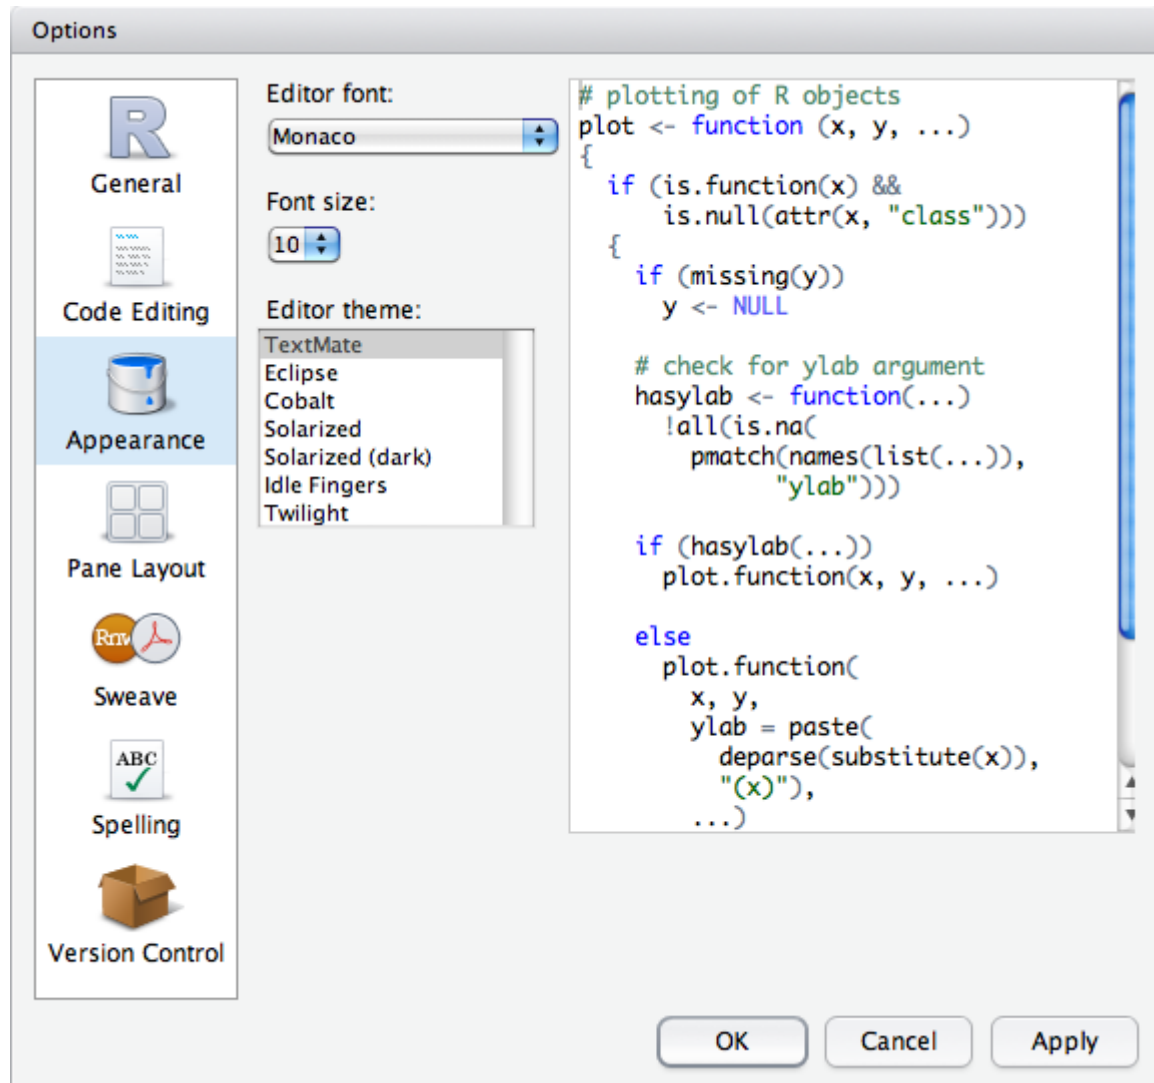 Options
R
General
Code Editing
Appearance
Pane Layout
Rnw
Sweave
ABC
Spelling
Version Control
Editor font:
Monaco
Font size:
10
Editor theme:
TextMate
Eclipse
Cobalt
Solarized
Solarized (dark)
Idle Fingers
Twilight
# plotting of R objects
plot <- function (x, y, ...)
{
  if (is.function(x) &&
      is.null(attr(x, "class")))
  {
    if (missing(y))
      y <- NULL

    # check for ylab argument
    hasylab <- function(...)
      !all(is.na(
        pmatch(names(list(...)),
              "ylab")))

    if (hasylab(...))
      plot.function(x, y, ...)

    else
      plot.function(
        x, y,
        ylab = paste(
          deparse(substitute(x)),
          "(x)"),
        ...)
OK
Cancel
Apply